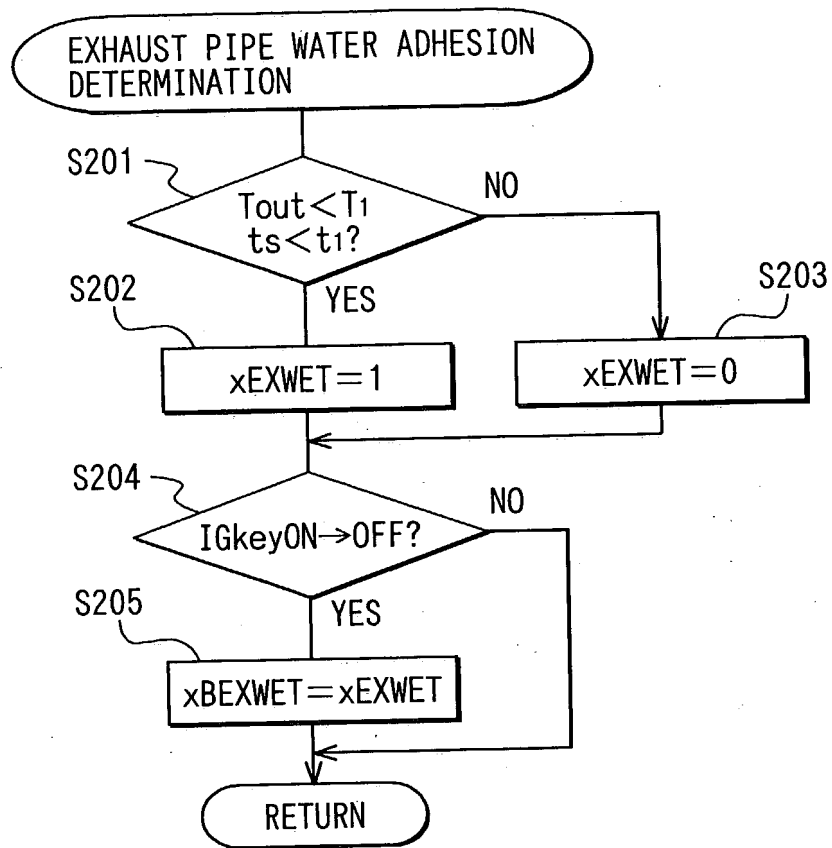 EXHAUST PIPE WATER ADHESION
DETERMINATION
S201
Tout<T1
ts<t1?
NO
YES
S202
xEXWET=1
S203
xEXWET=0
S204
IGkeyON→OFF?
NO
YES
S205
xBEXWET=xEXWET
RETURN